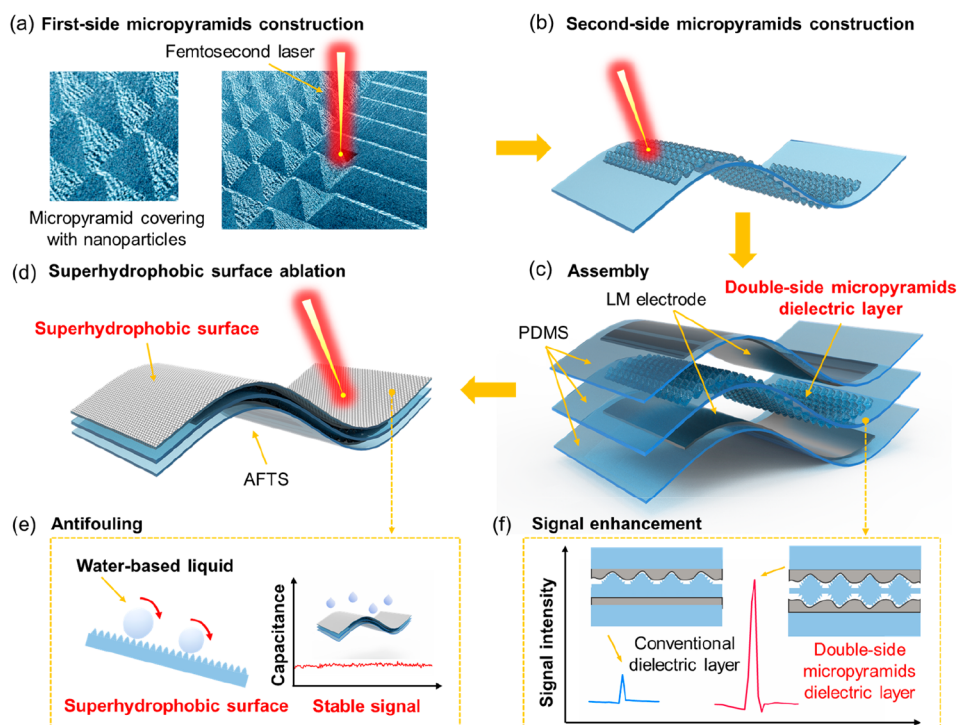 (a) First-side micropyramids construction
Femtosecond laser
Micropyramid covering
with nanoparticles
(b) Second-side micropyramids construction
(c) Assembly
LM electrode
Double-side micropyramids
dielectric layer
PDMS
(d) Superhydrophobic surface ablation
Superhydrophobic surface
AFTS
(e) Antifouling
Water-based liquid
Superhydrophobic surface
Capacitance
Stable signal
(f) Signal enhancement
Signal intensity
Conventional
dielectric layer
Double-side
micropyramids
dielectric layer